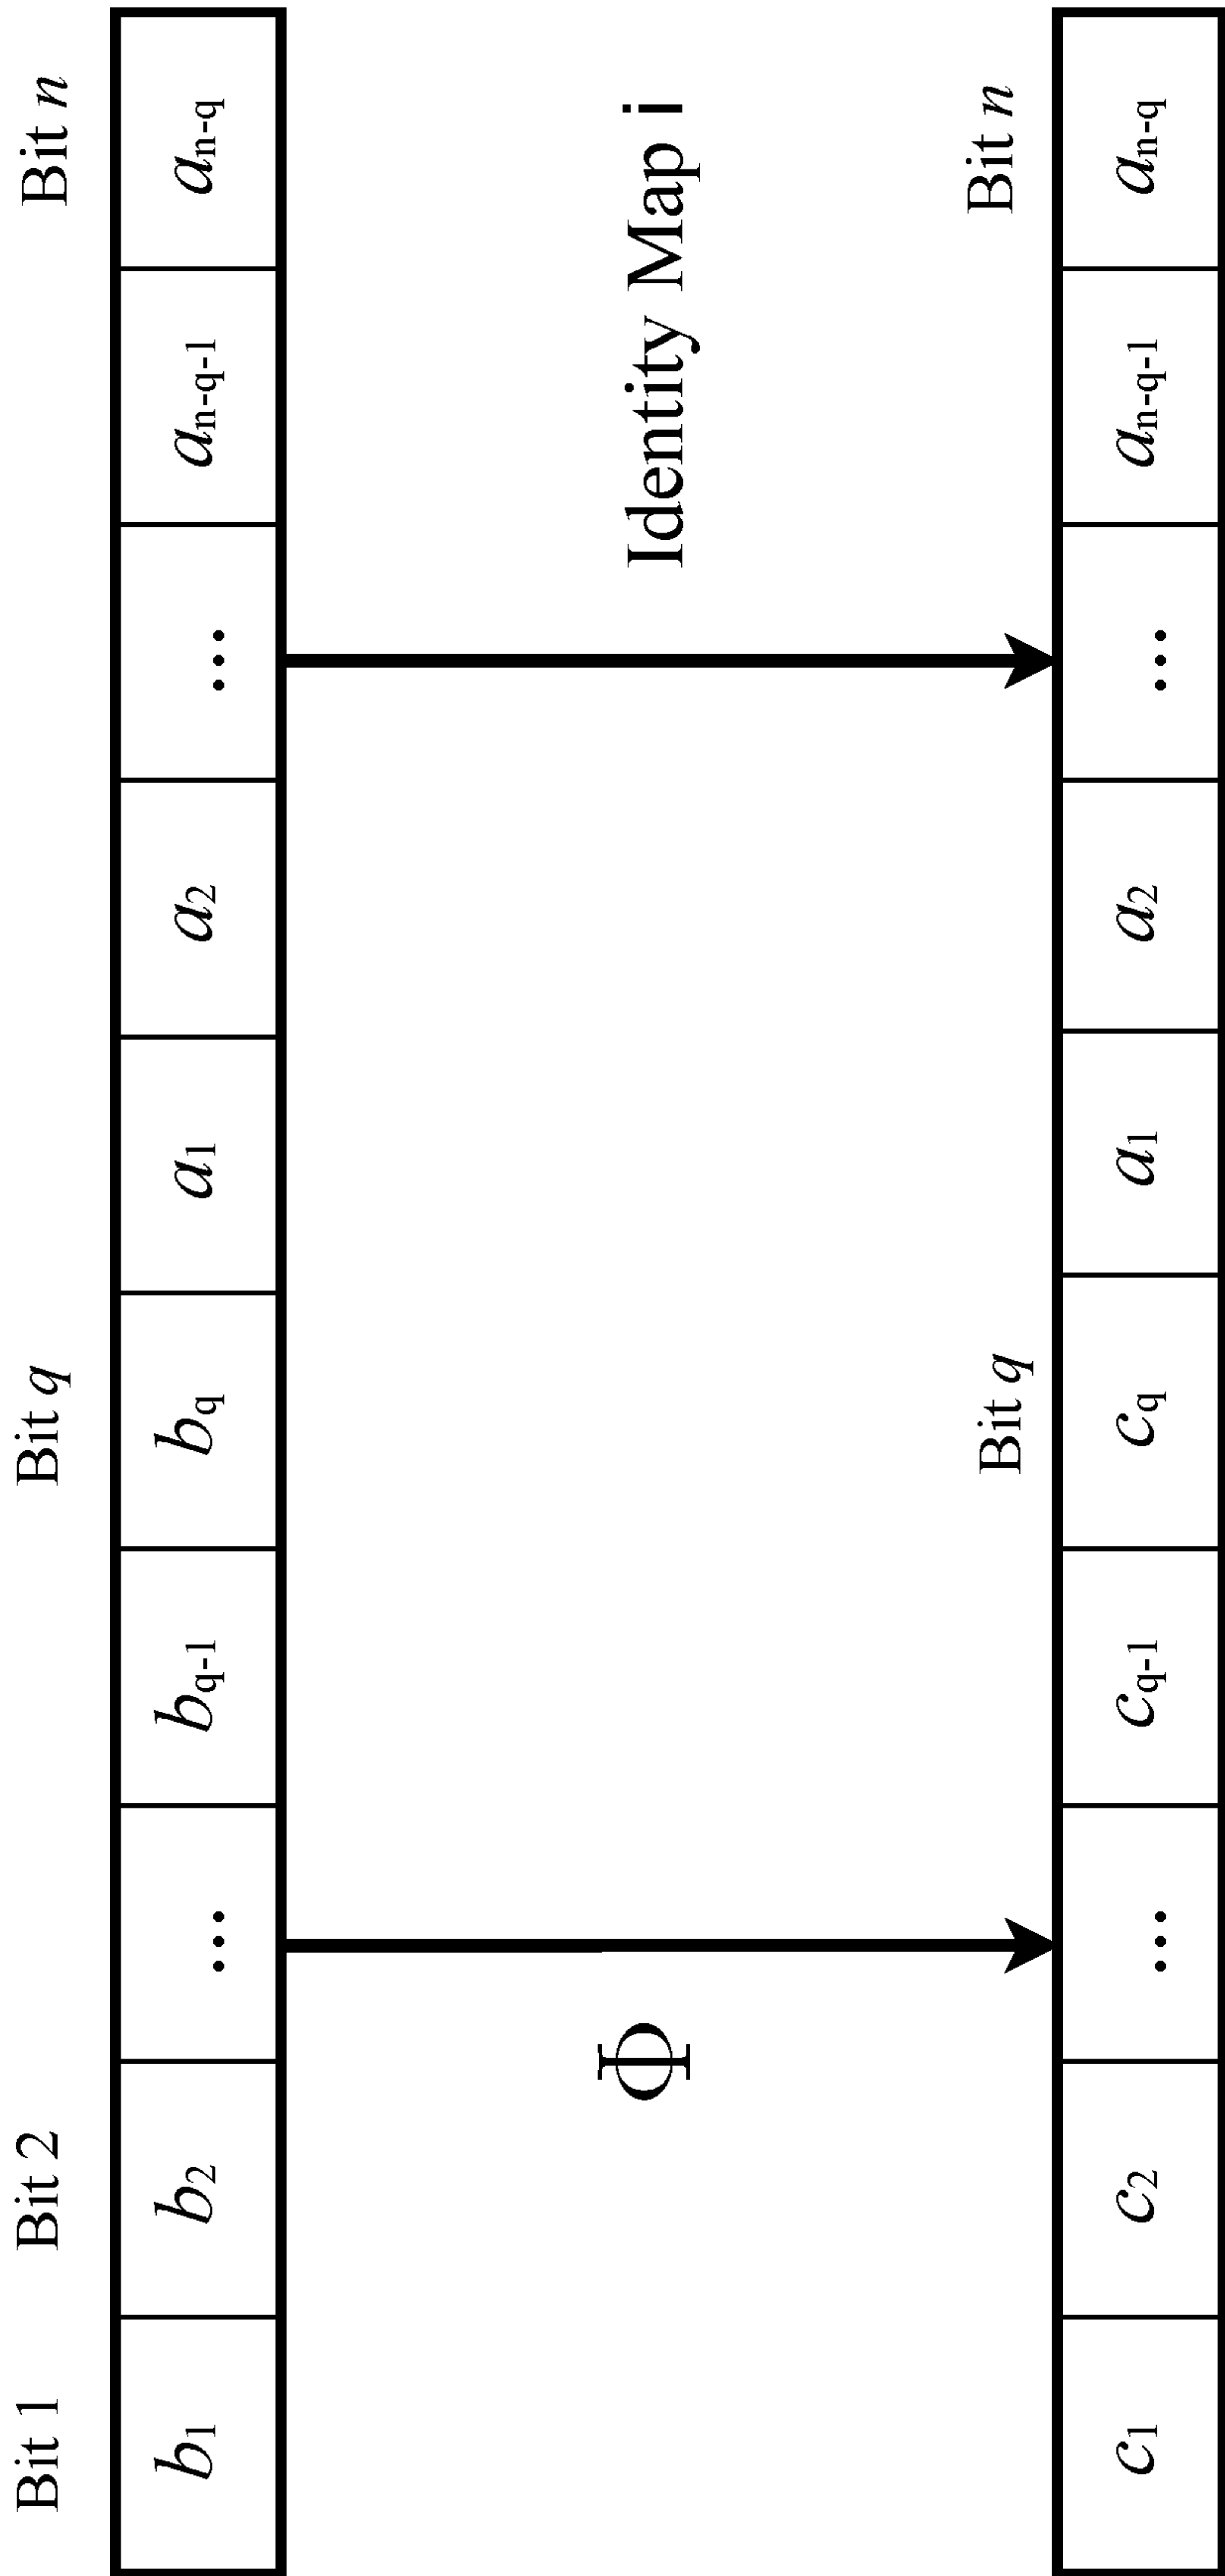 Bit 1 Bit 2 Bit q Bit n
b1 b2 ... bq-1 bq a1 a2 ... an-q-1 an-q
Φ Identity Map i
Bit q Bit n
c1 c2 ... cq-1 cq a1 a2 ... an-q-1 an-q